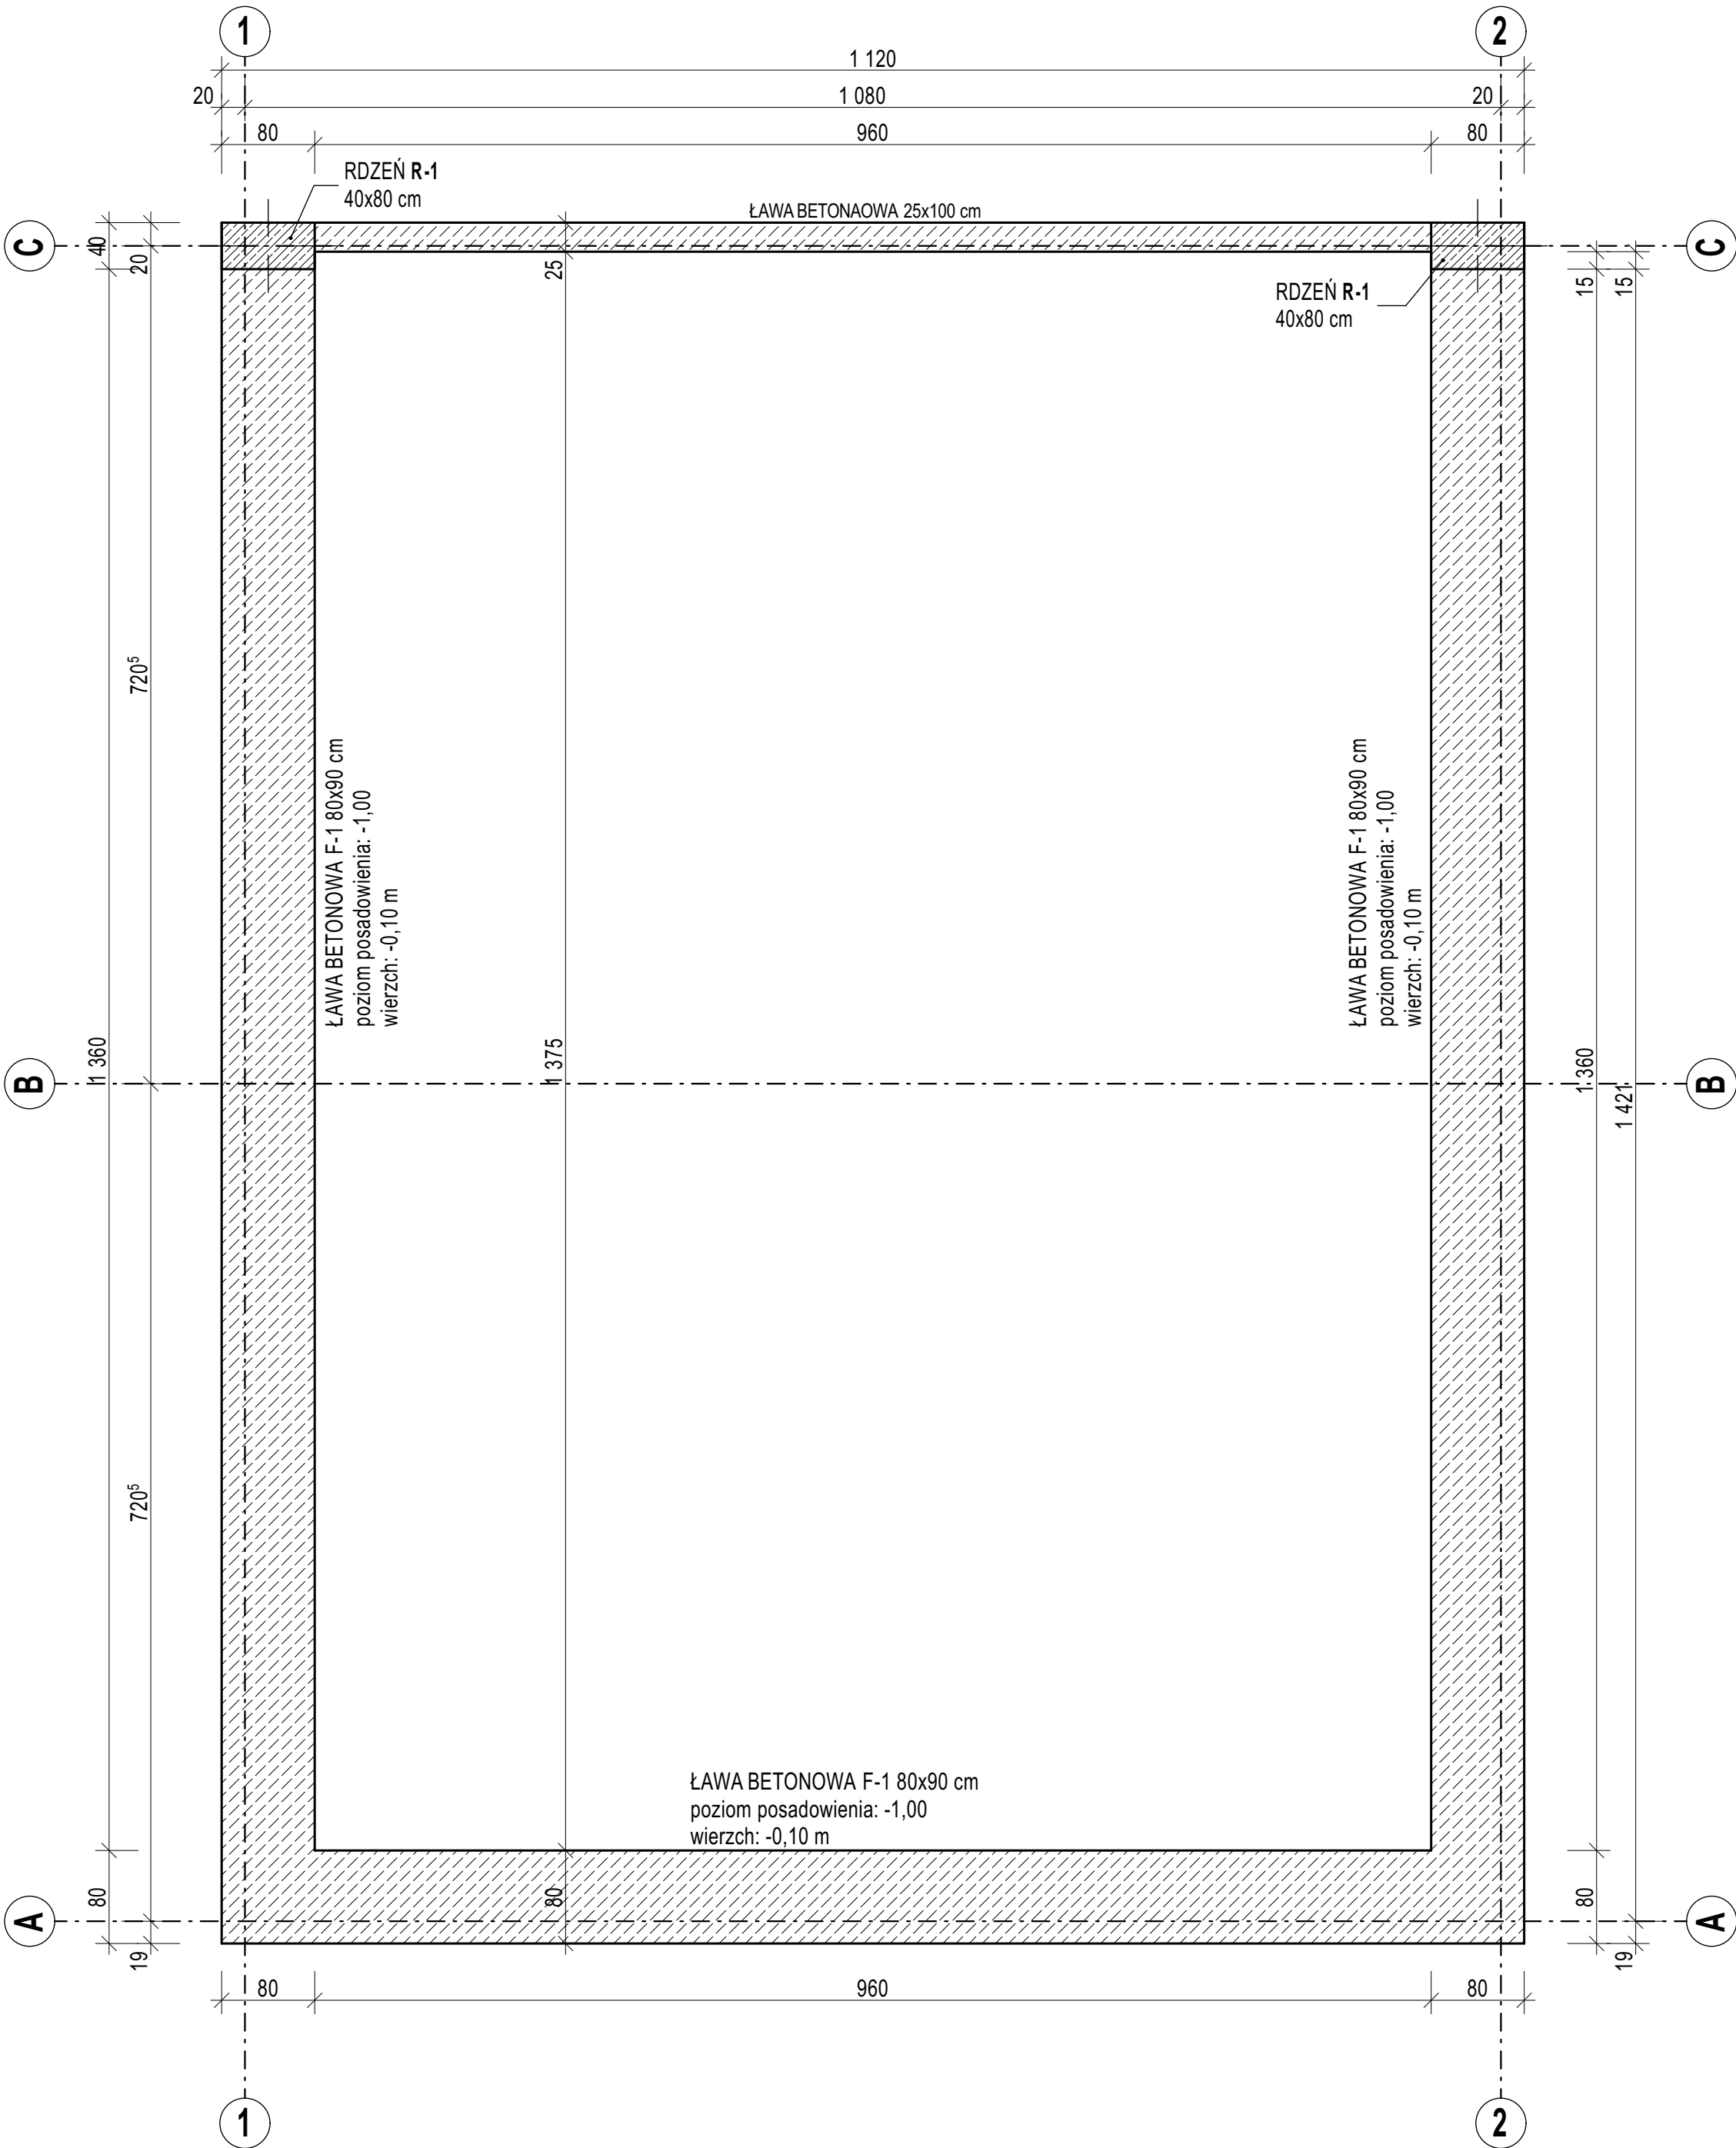 1
2
1 120
20
1 080
20
80
960
80
RDZEŃ R-1
40x80 cm
ŁAWA BETONAOWA 25x100 cm
C
40
20
25
15
15
C
RDZEŃ R-1
40x80 cm
720⁵
ŁAWA BETONOWA F-1 80x90 cm
poziom posadowienia: -1,00
wierzch: -0,10 m
ŁAWA BETONOWA F-1 80x90 cm
poziom posadowienia: -1,00
wierzch: -0,10 m
1 360
1 375
1 360
1 421
B
B
720⁵
ŁAWA BETONOWA F-1 80x90 cm
poziom posadowienia: -1,00
wierzch: -0,10 m
80
80
80
A
A
19
19
80
960
80
1
2